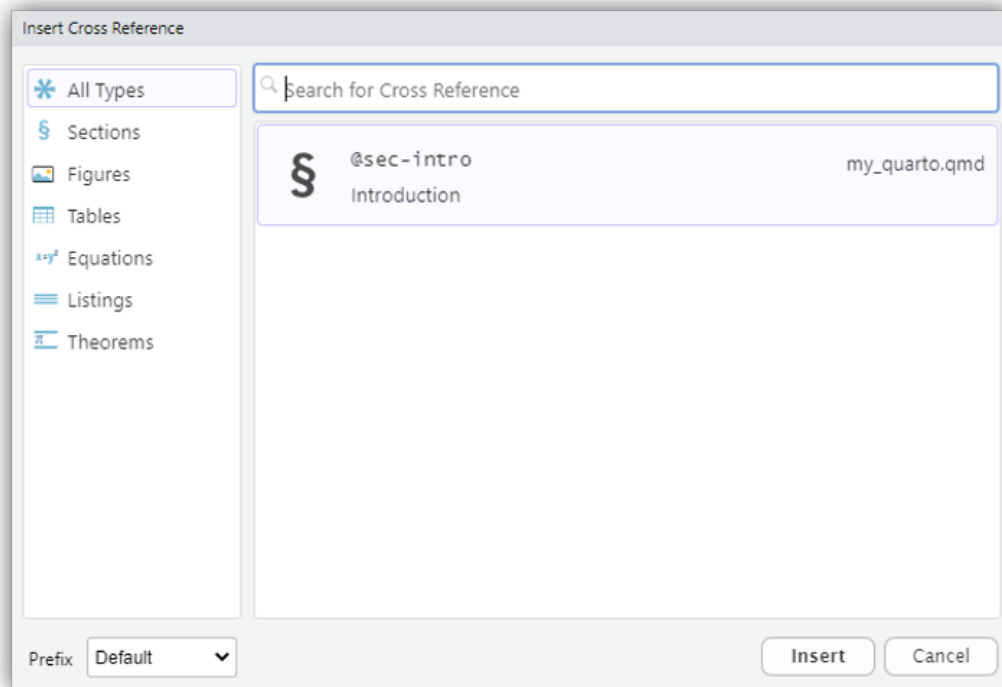 Insert Cross Reference
All Types
Sections
Figures
Tables
Equations
Listings
Theorems
Search for Cross Reference
@sec-intro
my_quarto.qmd
Introduction
Prefix Default
Insert Cancel